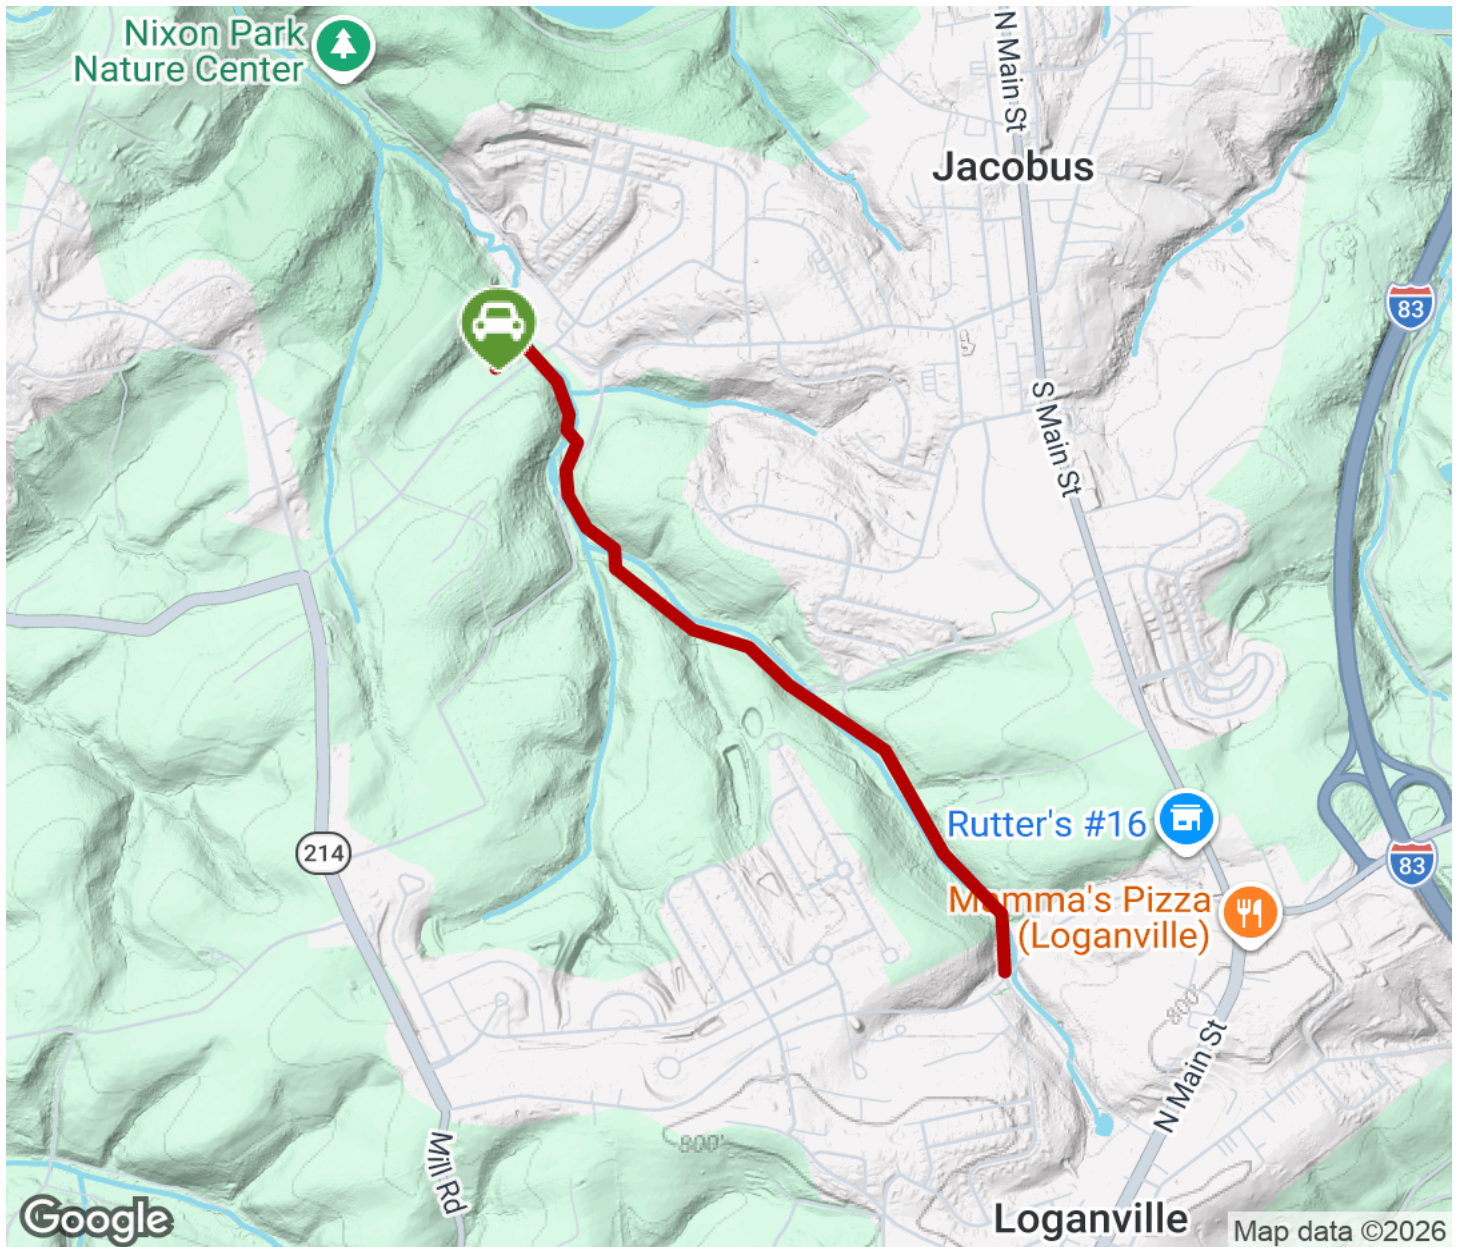 Nixon Park
Nature Center
N Main St
Jacobus
83
S Main St
Rutter's #16
214
83
Mamma's Pizza
(Loganville)
800'
N Main St
800'
Mill Rd
Loganville
Google
Map data ©2026